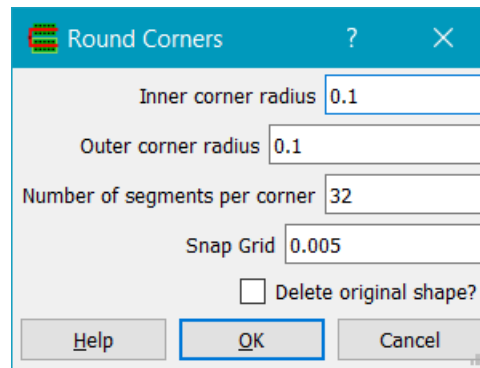 Round Corners ?
Inner corner radius 0.1
Outer corner radius 0.1
Number of segments per corner 32
Snap Grid 0.005
Delete original shape?
Help OK Cancel